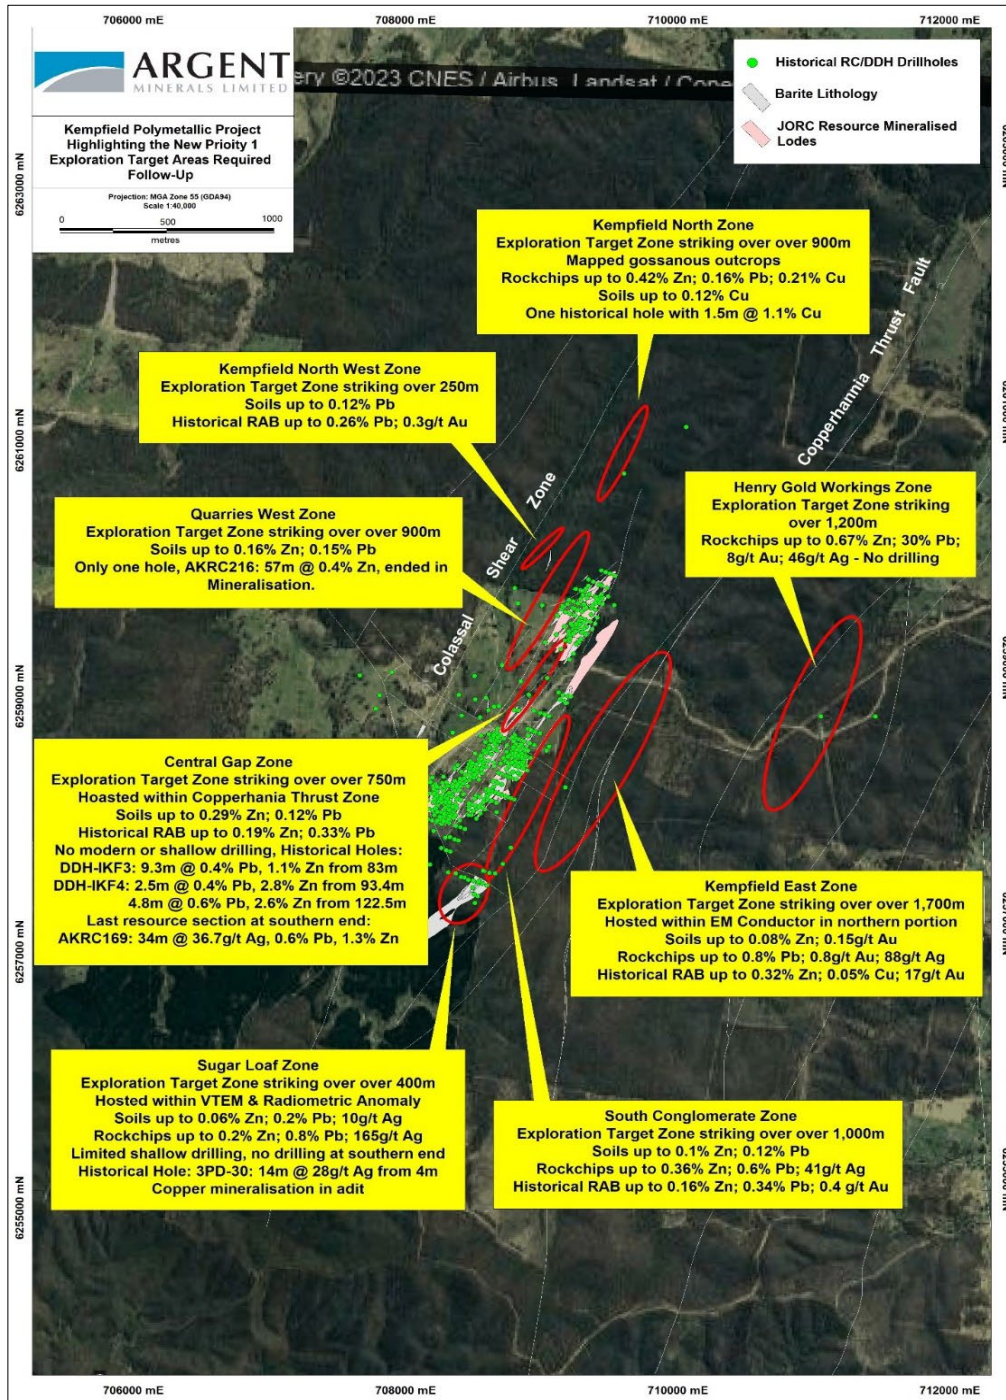 706000 mE
708000 mE
710000 mE
712000 mE
ARGENT
MINERALS LIMITED
ery ©2023 CNES / Airbus, Landsat / Cope
Kempfield Polymetallic Project
Highlighting the New Prioity 1
Exploration Target Areas Required
Follow-Up
Projection: MGA Zone 55 (GDA94)
Scale 1:40,000
0 500 1000
metres
Historical RC/DDH Drillholes
Barite Lithology
JORC Resource Mineralised
Lodes
6263000 mN
6263000 mN
Kempfield North Zone
Exploration Target Zone striking over over 900m
Mapped gossanous outcrops
Rockchips up to 0.42% Zn; 0.16% Pb; 0.21% Cu
Soils up to 0.12% Cu
One historical hole with 1.5m @ 1.1% Cu
Copperhannia Thrust Fault
Kempfield North West Zone
Exploration Target Zone striking over 250m
Soils up to 0.12% Pb
Historical RAB up to 0.26% Pb; 0.3g/t Au
6261000 mN
6261000 mN
Colassal Shear Zone
Quarries West Zone
Exploration Target Zone striking over over 900m
Soils up to 0.16% Zn; 0.15% Pb
Only one hole, AKRC216: 57m @ 0.4% Zn, ended in
Mineralisation.
Henry Gold Workings Zone
Exploration Target Zone striking
over 1,200m
Rockchips up to 0.67% Zn; 30% Pb;
8g/t Au; 46g/t Ag - No drilling
6259000 mN
6259000 mN
Central Gap Zone
Exploration Target Zone striking over over 750m
Hoasted within Copperhania Thrust Zone
Soils up to 0.29% Zn; 0.12% Pb
Historical RAB up to 0.19% Zn; 0.33% Pb
No modern or shallow drilling, Historical Holes:
DDH-IKF3: 9.3m @ 0.4% Pb, 1.1% Zn from 83m
DDH-IKF4: 2.5m @ 0.4% Pb, 2.8% Zn from 93.4m
4.8m @ 0.6% Pb, 2.6% Zn from 122.5m
Last resource section at southern end:
AKRC169: 34m @ 36.7g/t Ag, 0.6% Pb, 1.3% Zn
Kempfield East Zone
Exploration Target Zone striking over over 1,700m
Hosted within EM Conductor in northern portion
Soils up to 0.08% Zn; 0.15g/t Au
Rockchips up to 0.8% Pb; 0.8g/t Au; 88g/t Ag
Historical RAB up to 0.32% Zn; 0.05% Cu; 17g/t Au
6257000 mN
6257000 mN
Sugar Loaf Zone
Exploration Target Zone striking over over 400m
Hosted within VTEM & Radiometric Anomaly
Soils up to 0.06% Zn; 0.2% Pb; 10g/t Ag
Rockchips up to 0.2% Zn; 0.8% Pb; 165g/t Ag
Limited shallow drilling, no drilling at southern end
Historical Hole: 3PD-30: 14m @ 28g/t Ag from 4m
Copper mineralisation in adit
South Conglomerate Zone
Exploration Target Zone striking over over 1,000m
Soils up to 0.1% Zn; 0.12% Pb
Rockchips up to 0.36% Zn; 0.6% Pb; 41g/t Ag
Historical RAB up to 0.16% Zn; 0.34% Pb; 0.4 g/t Au
6255000 mN
6255000 mN
706000 mE
708000 mE
710000 mE
712000 mE